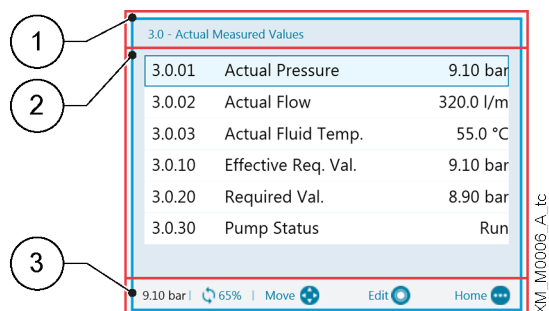 1
3.0 - Actual Measured Values
2
3.0.01 Actual Pressure 9.10 bar
3.0.02 Actual Flow 320.0 l/m
3.0.03 Actual Fluid Temp. 55.0 °C
3.0.10 Effective Req. Val. 9.10 bar
3.0.20 Required Val. 8.90 bar
3.0.30 Pump Status Run
3
9.10 bar | 65% | Move Edit Home
XM_M0006_A_tc